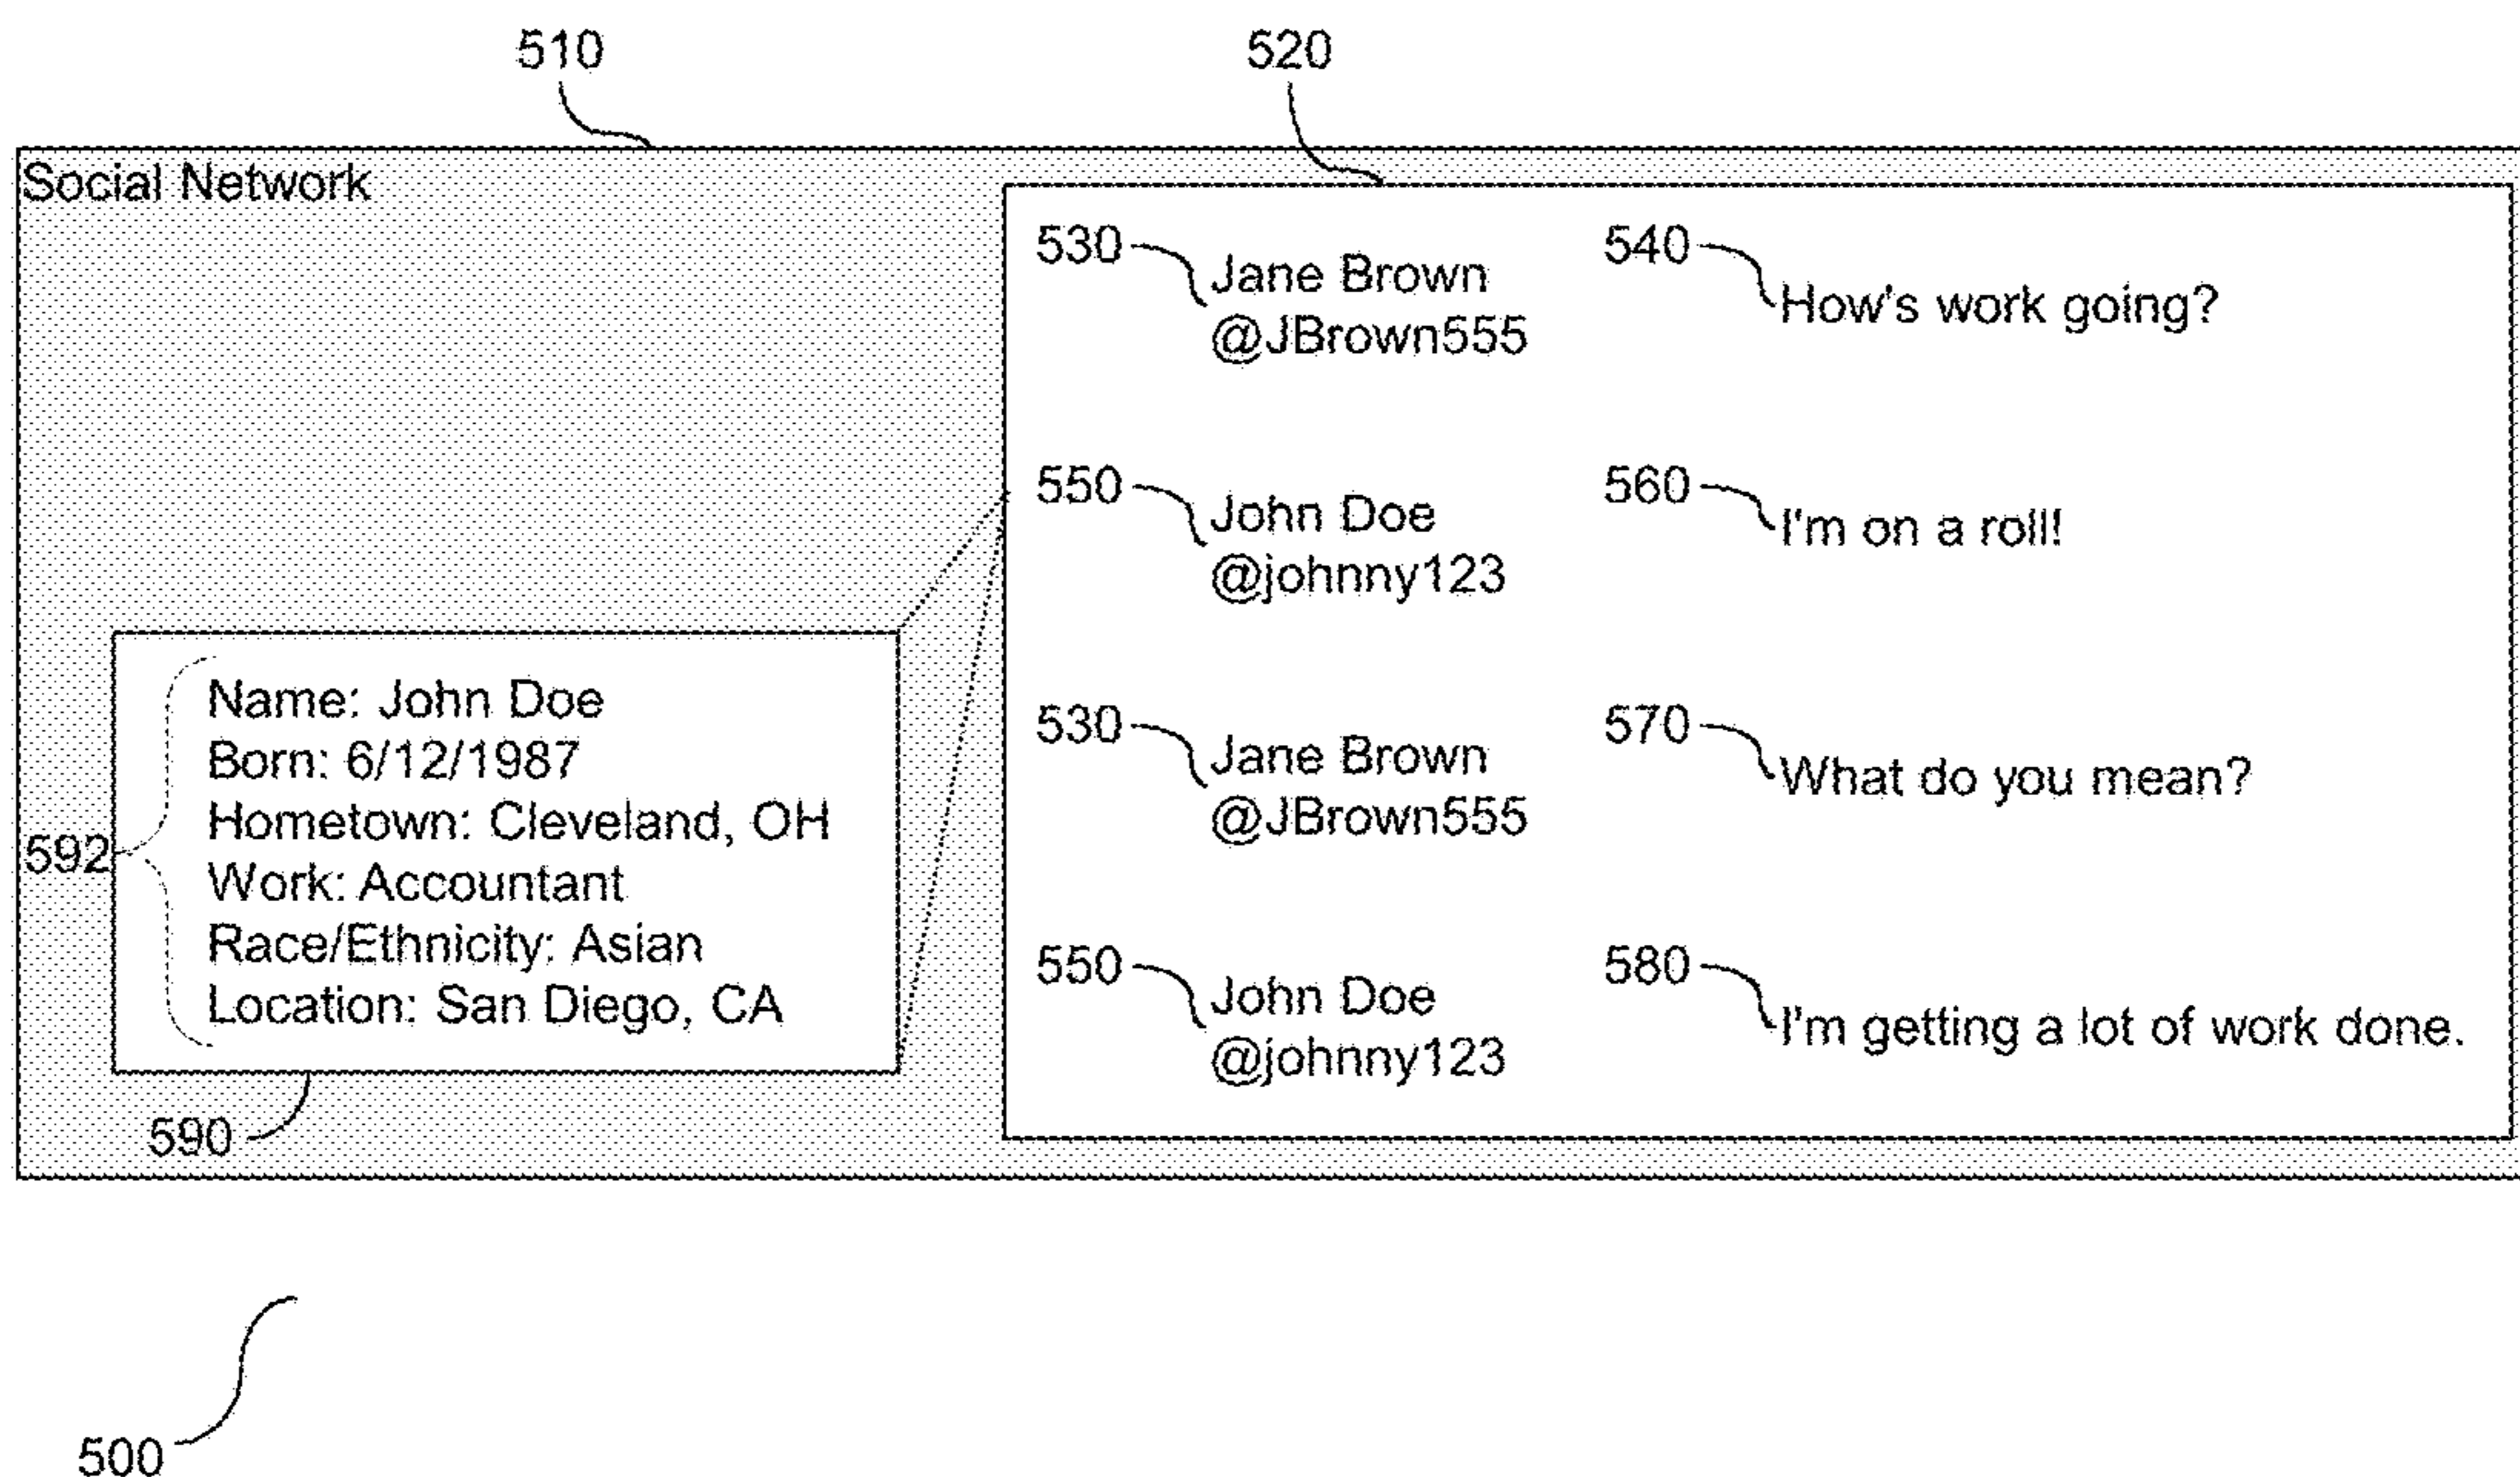 510
520
Social Network
530
Jane Brown
@JBrown555
540
How's work going?
550
John Doe
@johnny123
560
I'm on a roll!
530
Jane Brown
@JBrown555
570
What do you mean?
550
John Doe
@johnny123
580
I'm getting a lot of work done.
Name: John Doe
Born: 6/12/1987
Hometown: Cleveland, OH
Work: Accountant
Race/Ethnicity: Asian
Location: San Diego, CA
592
590
500